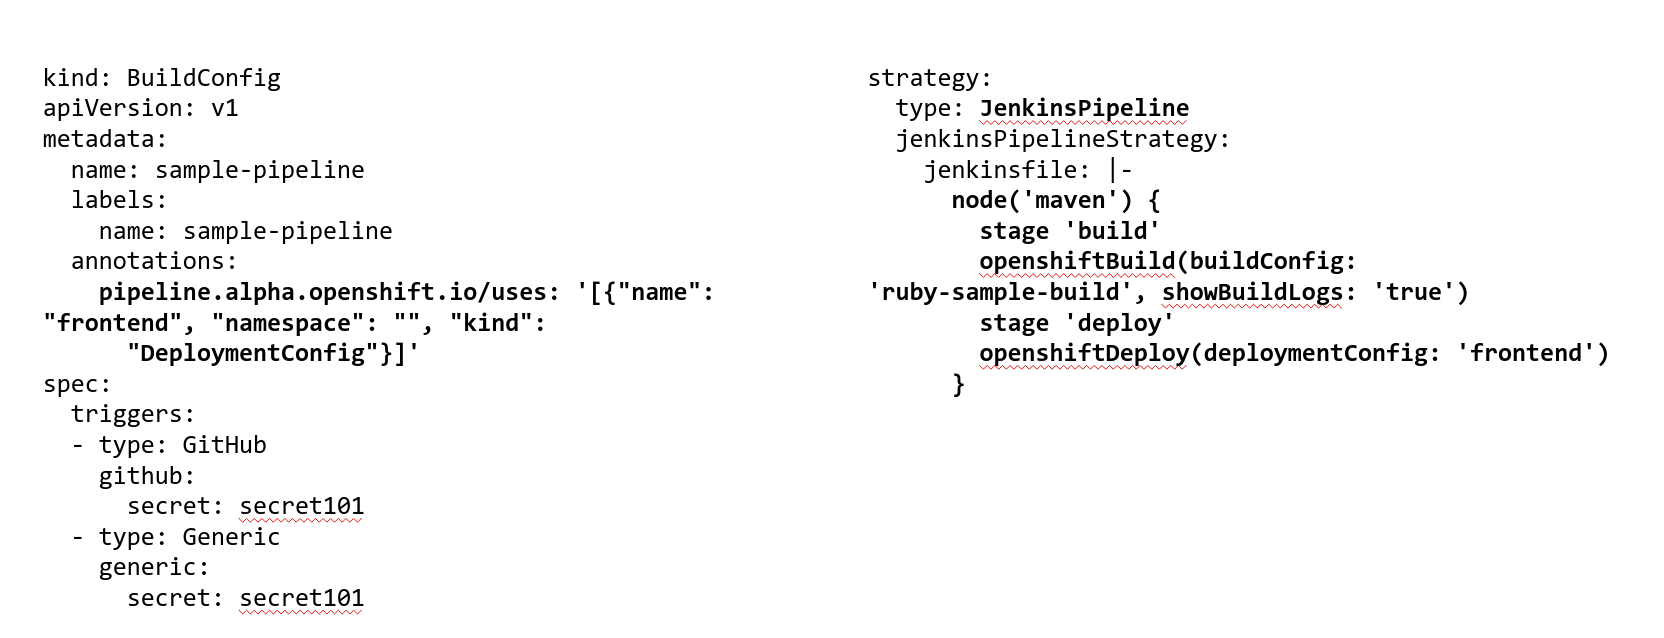 kind: BuildConfig
apiVersion: v1
metadata:
  name: sample-pipeline
  labels:
    name: sample-pipeline
  annotations:
    pipeline.alpha.openshift.io/uses: '[{"name":
"frontend", "namespace": "", "kind":
      "DeploymentConfig"}]'
spec:
  triggers:
  - type: GitHub
    github:
      secret: secret101
  - type: Generic
    generic:
      secret: secret101
strategy:
  type: JenkinsPipeline
  jenkinsPipelineStrategy:
    jenkinsfile: |-
      node('maven') {
        stage 'build'
        openshiftBuild(buildConfig:
'ruby-sample-build', showBuildLogs: 'true')
        stage 'deploy'
        openshiftDeploy(deploymentConfig: 'frontend')
      }